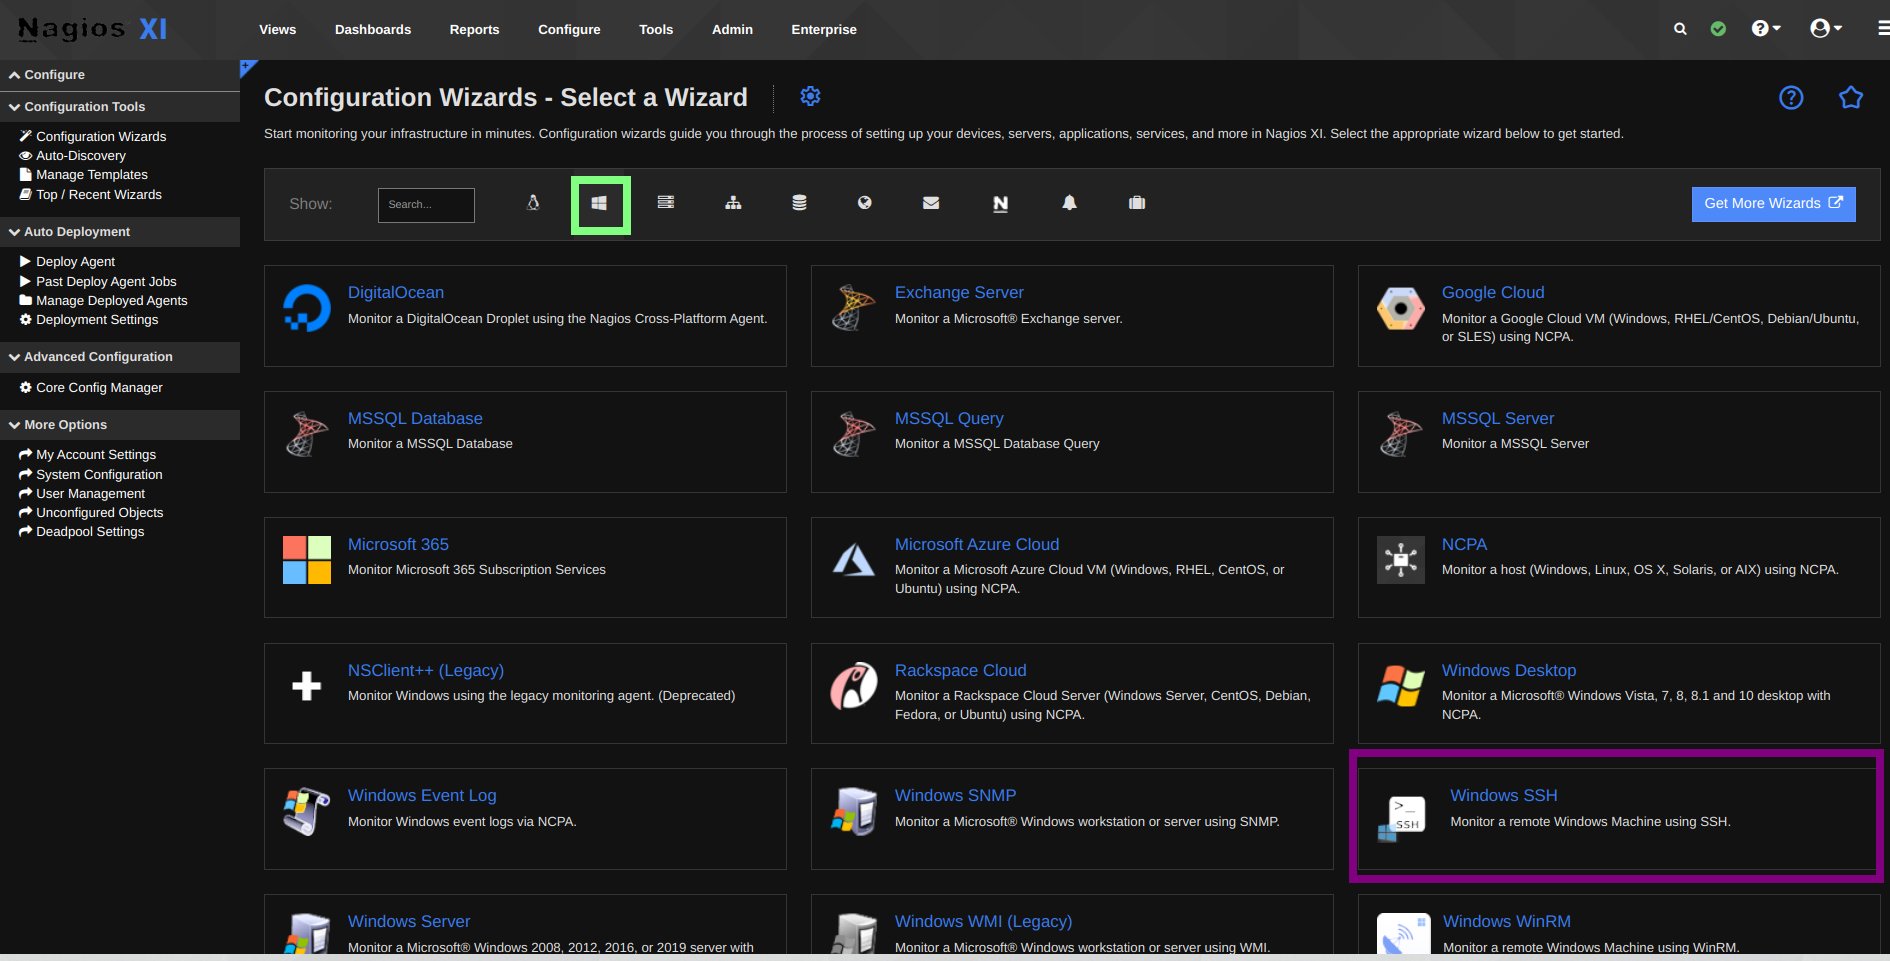 Nagios XI
Views
Dashboards
Reports
Configure
Tools
Admin
Enterprise
Configure
Configuration Tools
Configuration Wizards
Auto-Discovery
Manage Templates
Top / Recent Wizards
Auto Deployment
Deploy Agent
Past Deploy Agent Jobs
Manage Deployed Agents
Deployment Settings
Advanced Configuration
Core Config Manager
More Options
My Account Settings
System Configuration
User Management
Unconfigured Objects
Deadpool Settings
Configuration Wizards - Select a Wizard
Start monitoring your infrastructure in minutes. Configuration wizards guide you through the process of setting up your devices, servers, applications, services, and more in Nagios XI. Select the appropriate wizard below to get started.
Show:
Search...
N
Get More Wizards
DigitalOcean
Monitor a DigitalOcean Droplet using the Nagios Cross-Platftorm Agent.
Exchange Server
Monitor a Microsoft® Exchange server.
Google Cloud
Monitor a Google Cloud VM (Windows, RHEL/CentOS, Debian/Ubuntu,
or SLES) using NCPA.
MSSQL Database
Monitor a MSSQL Database
MSSQL Query
Monitor a MSSQL Database Query
MSSQL Server
Monitor a MSSQL Server
Microsoft 365
Monitor Microsoft 365 Subscription Services
Microsoft Azure Cloud
Monitor a Microsoft Azure Cloud VM (Windows, RHEL, CentOS, or
Ubuntu) using NCPA.
NCPA
Monitor a host (Windows, Linux, OS X, Solaris, or AIX) using NCPA.
NSClient++ (Legacy)
Monitor Windows using the legacy monitoring agent. (Deprecated)
Rackspace Cloud
Monitor a Rackspace Cloud Server (Windows Server, CentOS, Debian,
Fedora, or Ubuntu) using NCPA.
Windows Desktop
Monitor a Microsoft® Windows Vista, 7, 8, 8.1 and 10 desktop with
NCPA.
Windows Event Log
Monitor Windows event logs via NCPA.
Windows SNMP
Monitor a Microsoft® Windows workstation or server using SNMP.
>_
SSH
Windows SSH
Monitor a remote Windows Machine using SSH.
Windows Server
Monitor a Microsoft® Windows 2008, 2012, 2016, or 2019 server with
Windows WMI (Legacy)
Monitor a Microsoft® Windows workstation or server using WMI.
Windows WinRM
Monitor a remote Windows Machine using WinRM.